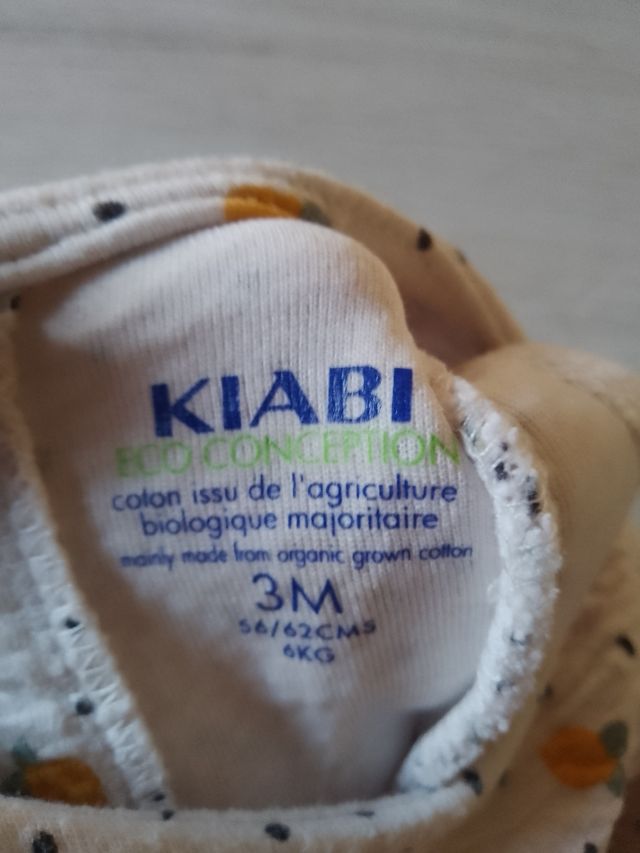 KIABI
ECO CONCEPTION
coton issu de l'agriculture
biologique majoritaire
mainly made from organic grown cotton
3M
56/62CMS
6KG